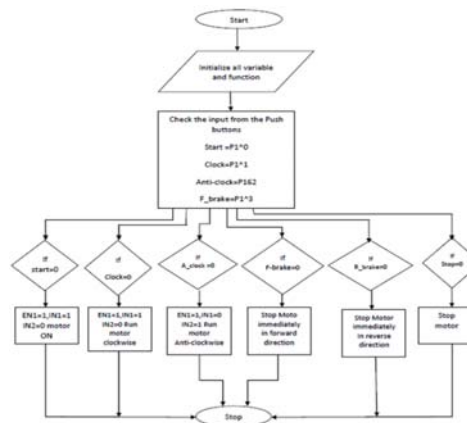 Start
Initialize all variable
and function
Check the input from the Push
buttons
Start =P1^0
Clock=P1^1
Anti-clock=P162
F_brake=P1^3
If
start=0
If
Clock=0
If
A_clock =0
If
F-brake=0
If
R_brake=0
If
Stop=0
EN1=1,IN1=1
IN2=0 motor
ON
EN1=1,IN1=1
IN2=0 Run
motor
clockwise
EN1=1,IN1=0
IN2=1 Run
motor
Anti-clockwise
Stop Moto
immediately
in forward
direction
Stop Motor
immediately
in reverse
direction
Stop
motor
Stop